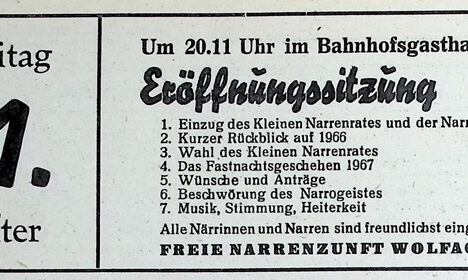 itag
1.
lter
Um 20.11 Uhr im Bahnhofsgastha
Eröffnungssitzung
1. Einzug des Kleinen Narrenrates und der Narr
2. Kurzer Rückblick auf 1966
3. Wahl des Kleinen Narrenrates
4. Das Fastnachtsgeschehen 1967
5. Wünsche und Anträge
6. Beschwörung des Narrogeistes
7. Musik, Stimmung, Heiterkeit
Alle Närrinnen und Narren sind freundlichst eing
FREIE NARRENZUNFT WOLFAC